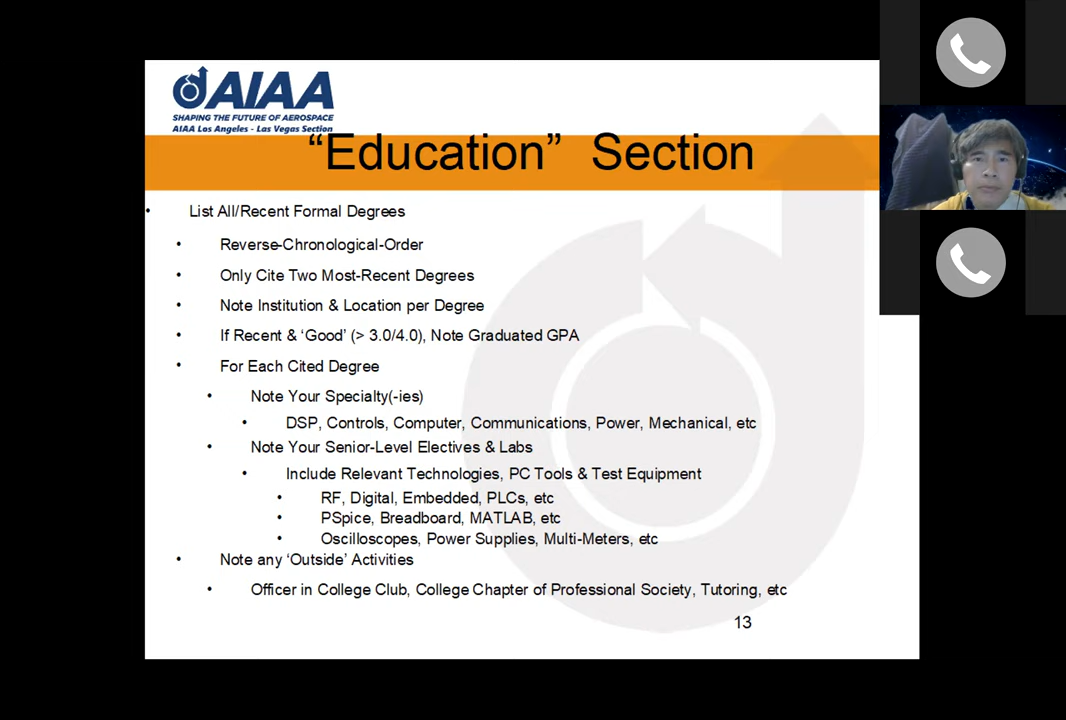 AIAA
SHAPING THE FUTURE OF AEROSPACE
AIAA Los Angeles - Las Vegas Section
“Education” Section
• List All/Recent Formal Degrees
• Reverse-Chronological-Order
• Only Cite Two Most-Recent Degrees
• Note Institution & Location per Degree
• If Recent & ‘Good’ (> 3.0/4.0), Note Graduated GPA
• For Each Cited Degree
• Note Your Specialty(-ies)
• DSP, Controls, Computer, Communications, Power, Mechanical, etc
• Note Your Senior-Level Electives & Labs
• Include Relevant Technologies, PC Tools & Test Equipment
• RF, Digital, Embedded, PLCs, etc
• PSpice, Breadboard, MATLAB, etc
• Oscilloscopes, Power Supplies, Multi-Meters, etc
• Note any ‘Outside’ Activities
• Officer in College Club, College Chapter of Professional Society, Tutoring, etc
13